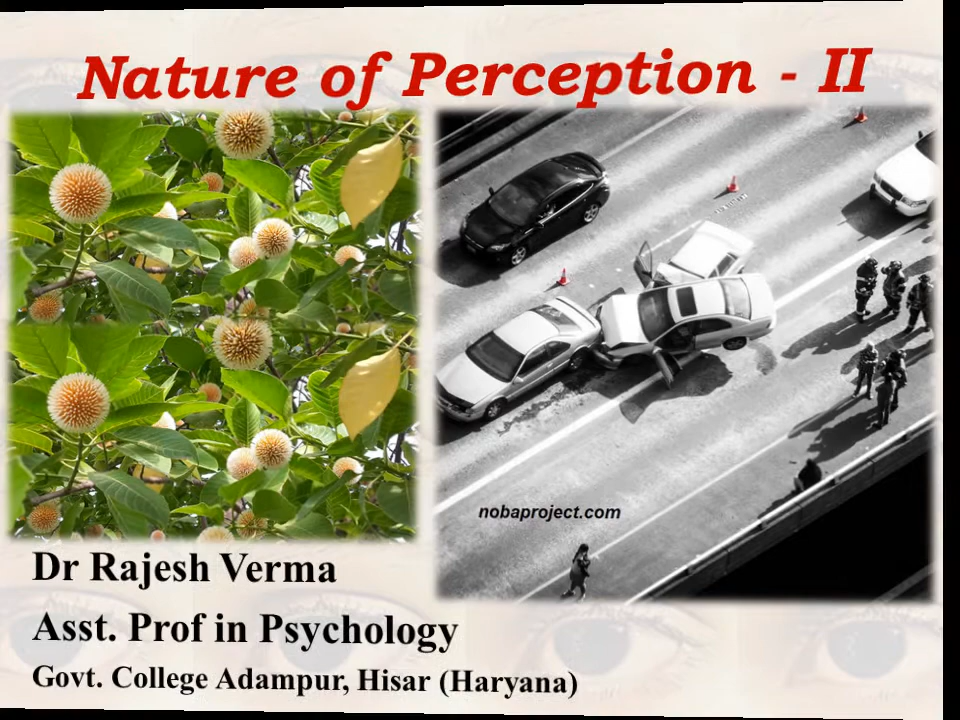 Nature of Perception - II
nobaproject.com
Dr Rajesh Verma
Asst. Prof in Psychology
Govt. College Adampur, Hisar (Haryana)